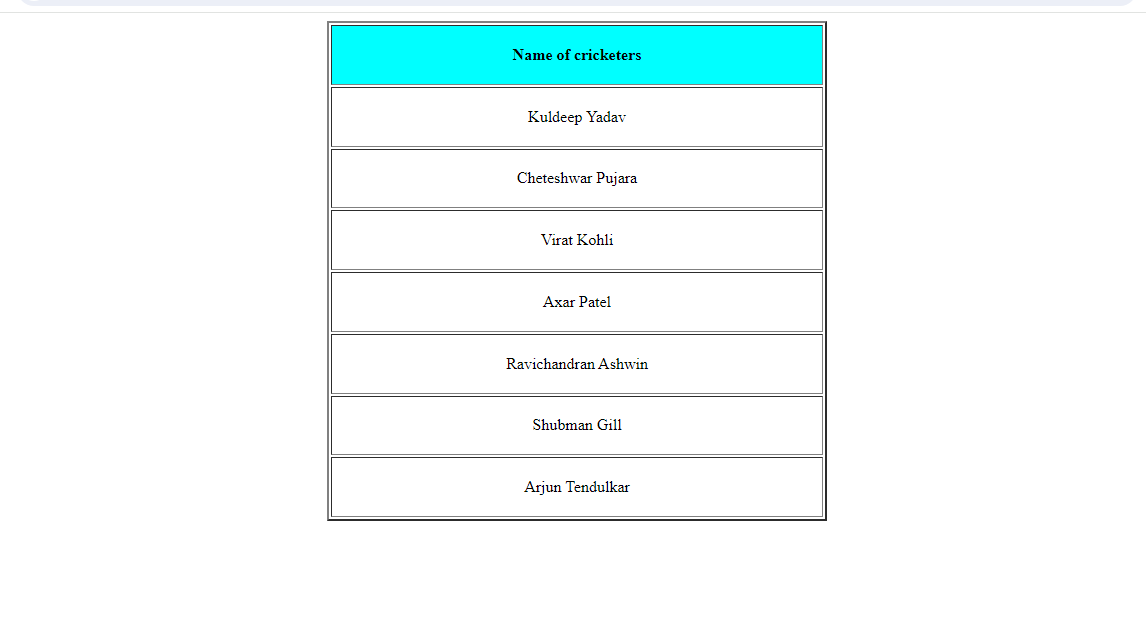 Name of cricketers
Kuldeep Yadav
Cheteshwar Pujara
Virat Kohli
Axar Patel
Ravichandran Ashwin
Shubman Gill
Arjun Tendulkar